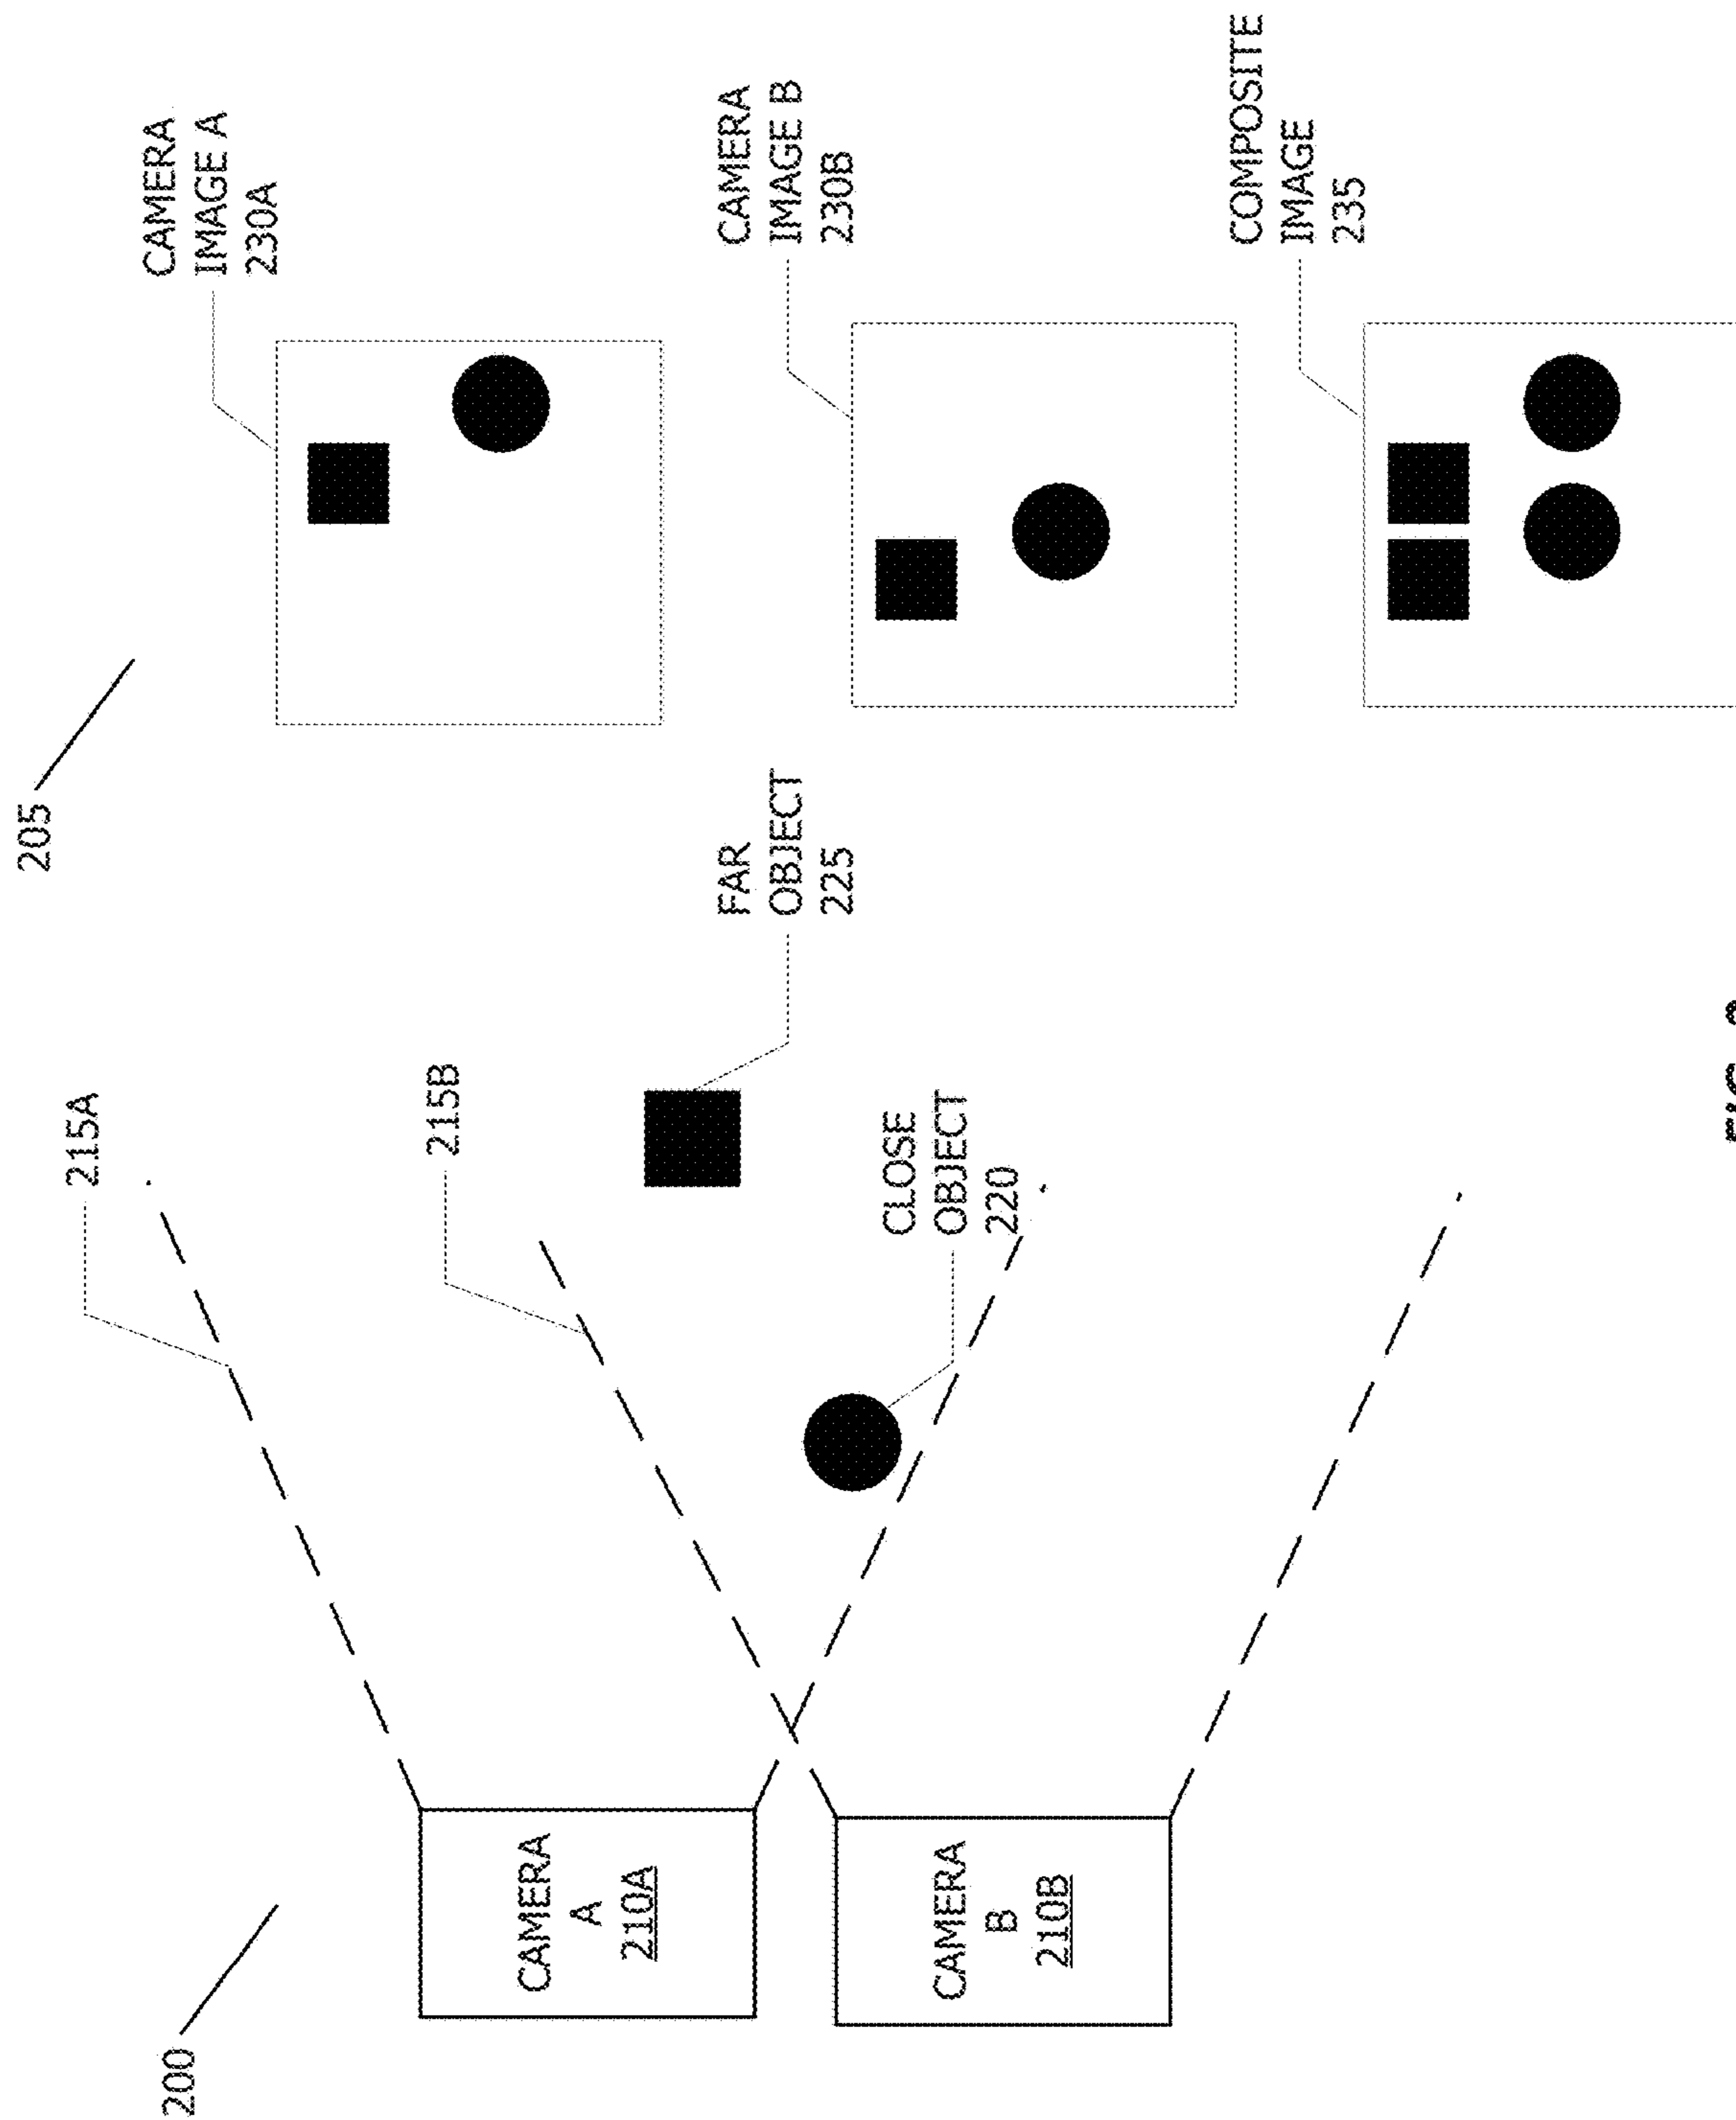 200
CAMERA
A
210A
CAMERA
B
210B
215A
215B
FAR
OBJECT
225
CLOSE
OBJECT
220
205
CAMERA
IMAGE A
230A
CAMERA
IMAGE B
230B
COMPOSITE
IMAGE
235